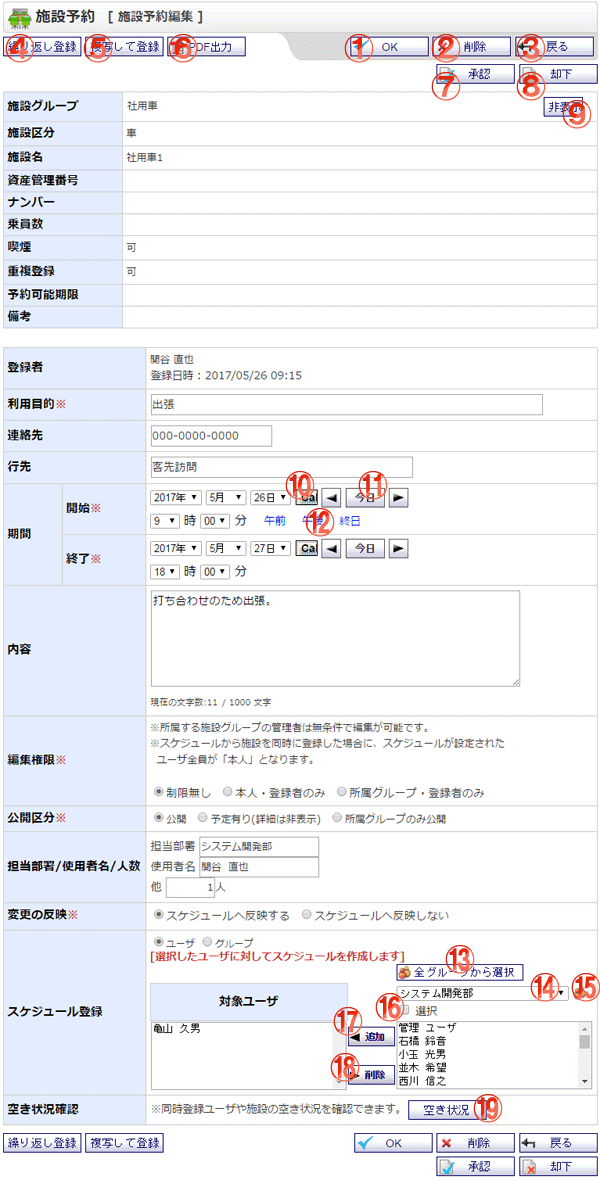 施設予約 [ 施設予約編集 ]
④ り返し登録 ⑤ 写して登録 ⑥ PDF出力 ① OK ② 削除 ③ 戻る
⑦ 承認 ⑧ 却下
施設グループ 社用車 非表示 ⑨
施設区分 車
施設名 社用車1
資産管理番号
ナンバー
乗員数
喫煙 可
重複登録 可
予約可能期限
備考
登録者 関谷 直也
登録日時：2017/05/26 09:15
利用目的※ 出張
連絡先 000-0000-0000
行先 客先訪問
期間 開始※ 2017年 5月 26日 ⑩ Cal ◀ 今日 ⑪ ▶
9 時 00 分 午前 午後 ⑫ 終日
終了※ 2017年 5月 27日 Cal ◀ 今日 ▶
18 時 00 分
内容 打ち合わせのため出張。
現在の文字数:11 / 1000 文字
編集権限※ ※所属する施設グループの管理者は無条件で編集が可能です。
※スケジュールから施設を同時に登録した場合に、スケジュールが設定された
ユーザ全員が「本人」となります。
制限無し 本人・登録者のみ 所属グループ・登録者のみ
公開区分※ 公開 予定有り(詳細は非表示) 所属グループのみ公開
担当部署/使用者名/人数 担当部署 システム開発部
使用者名 関谷 直也
他 1 人
変更の反映※ スケジュールへ反映する スケジュールへ反映しない
スケジュール登録 ユーザ グループ
[選択したユーザに対してスケジュールを作成します]
⑬ 全グループから選択
システム開発部 ⑭ ⑮
対象ユーザ ⑯ 選択
亀山 久男 ⑰ ◀ 追加 管理 ユーザ
石橋 鈴音
小玉 光男
⑱ ▶ 削除 並木 希望
西川 信之
空き状況確認 ※同時登録ユーザや施設の空き状況を確認できます。 空き状況 ⑲
繰り返し登録 複写して登録 OK 削除 戻る
承認 却下